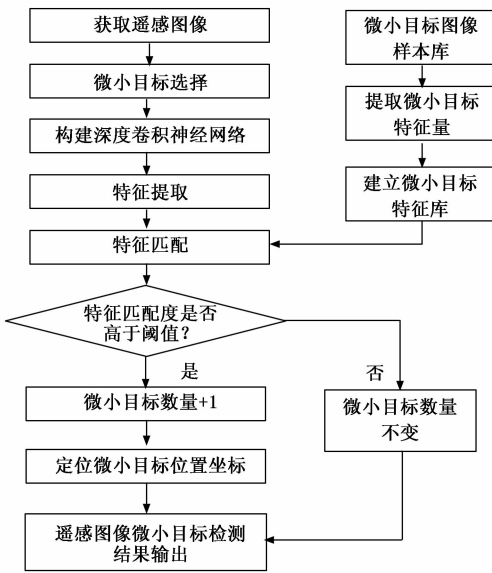 获取遥感图像
微小目标选择
构建深度卷积神经网络
特征提取
特征匹配
微小目标图像
样本库
提取微小目标
特征量
建立微小目标
特征库
特征匹配度是否
高于阈值?
是
否
微小目标数量+1
微小目标数量
不变
定位微小目标位置坐标
遥感图像微小目标检测
结果输出